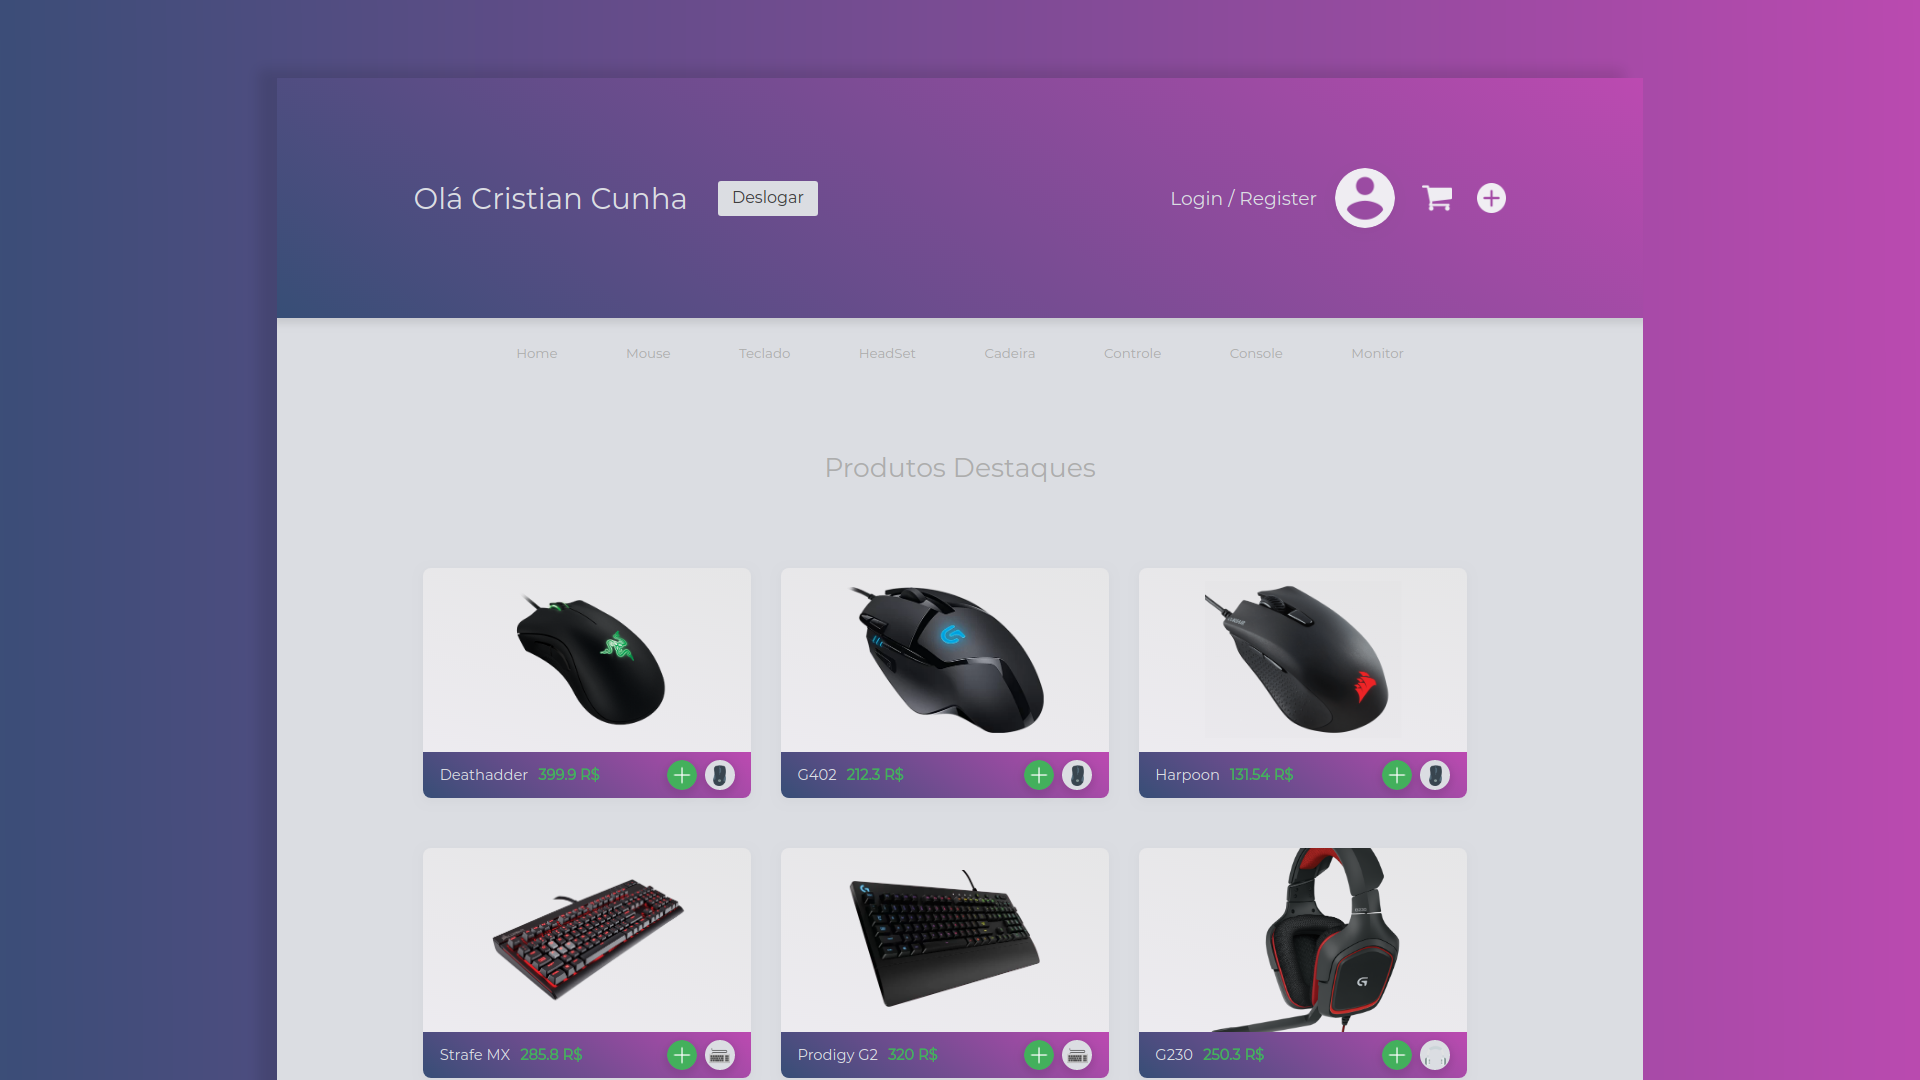 Olá Cristian Cunha Deslogar Login / Register
Home Mouse Teclado HeadSet Cadeira Controle Console Monitor
Produtos Destaques
Deathadder 399.9 R$
G402 212.3 R$
Harpoon 131.54 R$
Strafe MX 285.8 R$
Prodigy G2 320 R$
G230 250.3 R$